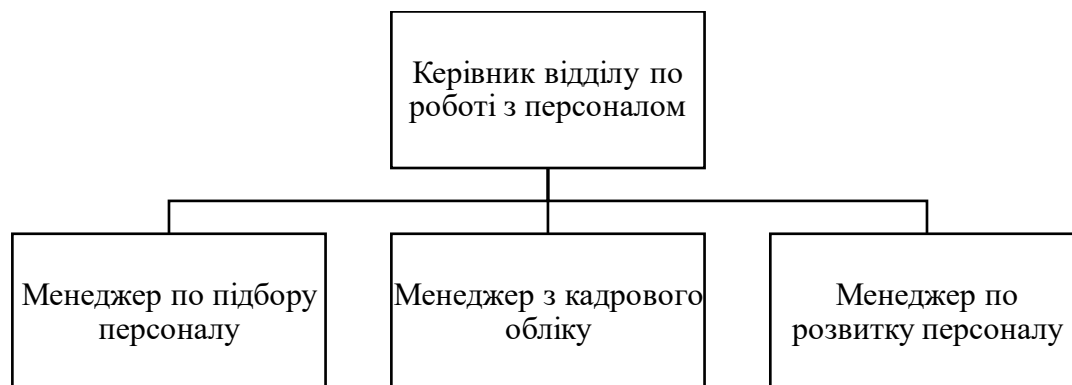 Керівник відділу по
роботі з персоналом
Менеджер по підбору
персоналу
Менеджер з кадрового
обліку
Менеджер по
розвитку персоналу